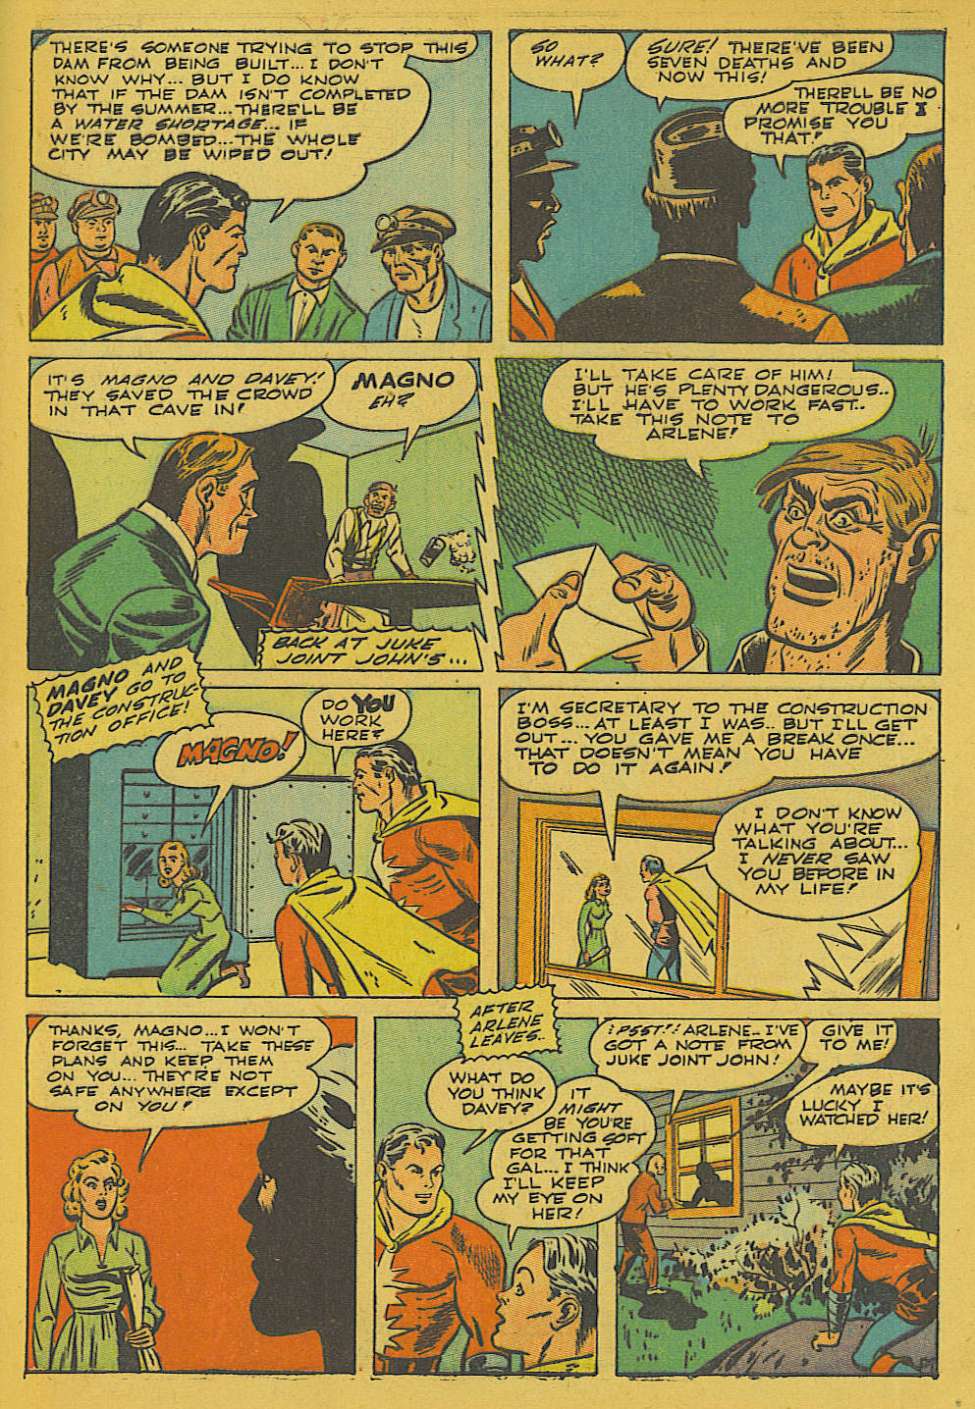 THERE'S SOMEONE TRYING TO STOP THIS
DAM FROM BEING BUILT... I DON'T
KNOW WHY... BUT I DO KNOW
THAT IF THE DAM ISN'T COMPLETED
BY THE SUMMER... THERE'LL BE
A WATER SHORTAGE... IF
WE'RE BOMBED... THE WHOLE
CITY MAY BE WIPED OUT!
SO
WHAT?
SURE! THERE'VE BEEN
SEVEN DEATHS AND
NOW THIS!
THERE'LL BE NO
MORE TROUBLE I
PROMISE YOU
THAT!
IT'S MAGNO AND DAVEY!
THEY SAVED THE CROWD
IN THAT CAVE IN!
MAGNO
EH?
BACK AT JUKE
JOINT JOHN'S...
I'LL TAKE CARE OF HIM!
BUT HE'S PLENTY DANGEROUS..
I'LL HAVE TO WORK FAST..
TAKE THIS NOTE TO
ARLENE!
MAGNO AND
DAVEY GO TO
THE CONSTRUC-
TION OFFICE!
MAGNO!
DO YOU
WORK
HERE?
I'M SECRETARY TO THE CONSTRUCTION
BOSS... AT LEAST I WAS.. BUT I'LL GET
OUT... YOU GAVE ME A BREAK ONCE...
THAT DOESN'T MEAN YOU HAVE
TO DO IT AGAIN!
I DON'T KNOW
WHAT YOU'RE
TALKING ABOUT...
I NEVER SAW
YOU BEFORE IN
MY LIFE!
THANKS, MAGNO... I WON'T
FORGET THIS... TAKE THESE
PLANS AND KEEP THEM
ON YOU... THEY'RE NOT
SAFE ANYWHERE EXCEPT
ON YOU!
AFTER
ARLENE
LEAVES..
WHAT DO
YOU THINK
DAVEY?
IT
MIGHT
BE YOU'RE
GETTING SOFT
FOR THAT
GAL... I THINK
I'LL KEEP
MY EYE ON
HER!
!PSST!! ARLENE.. I'VE
GOT A NOTE FROM
JUKE JOINT JOHN!
GIVE IT
TO ME!
MAYBE IT'S
LUCKY I
WATCHED HER!